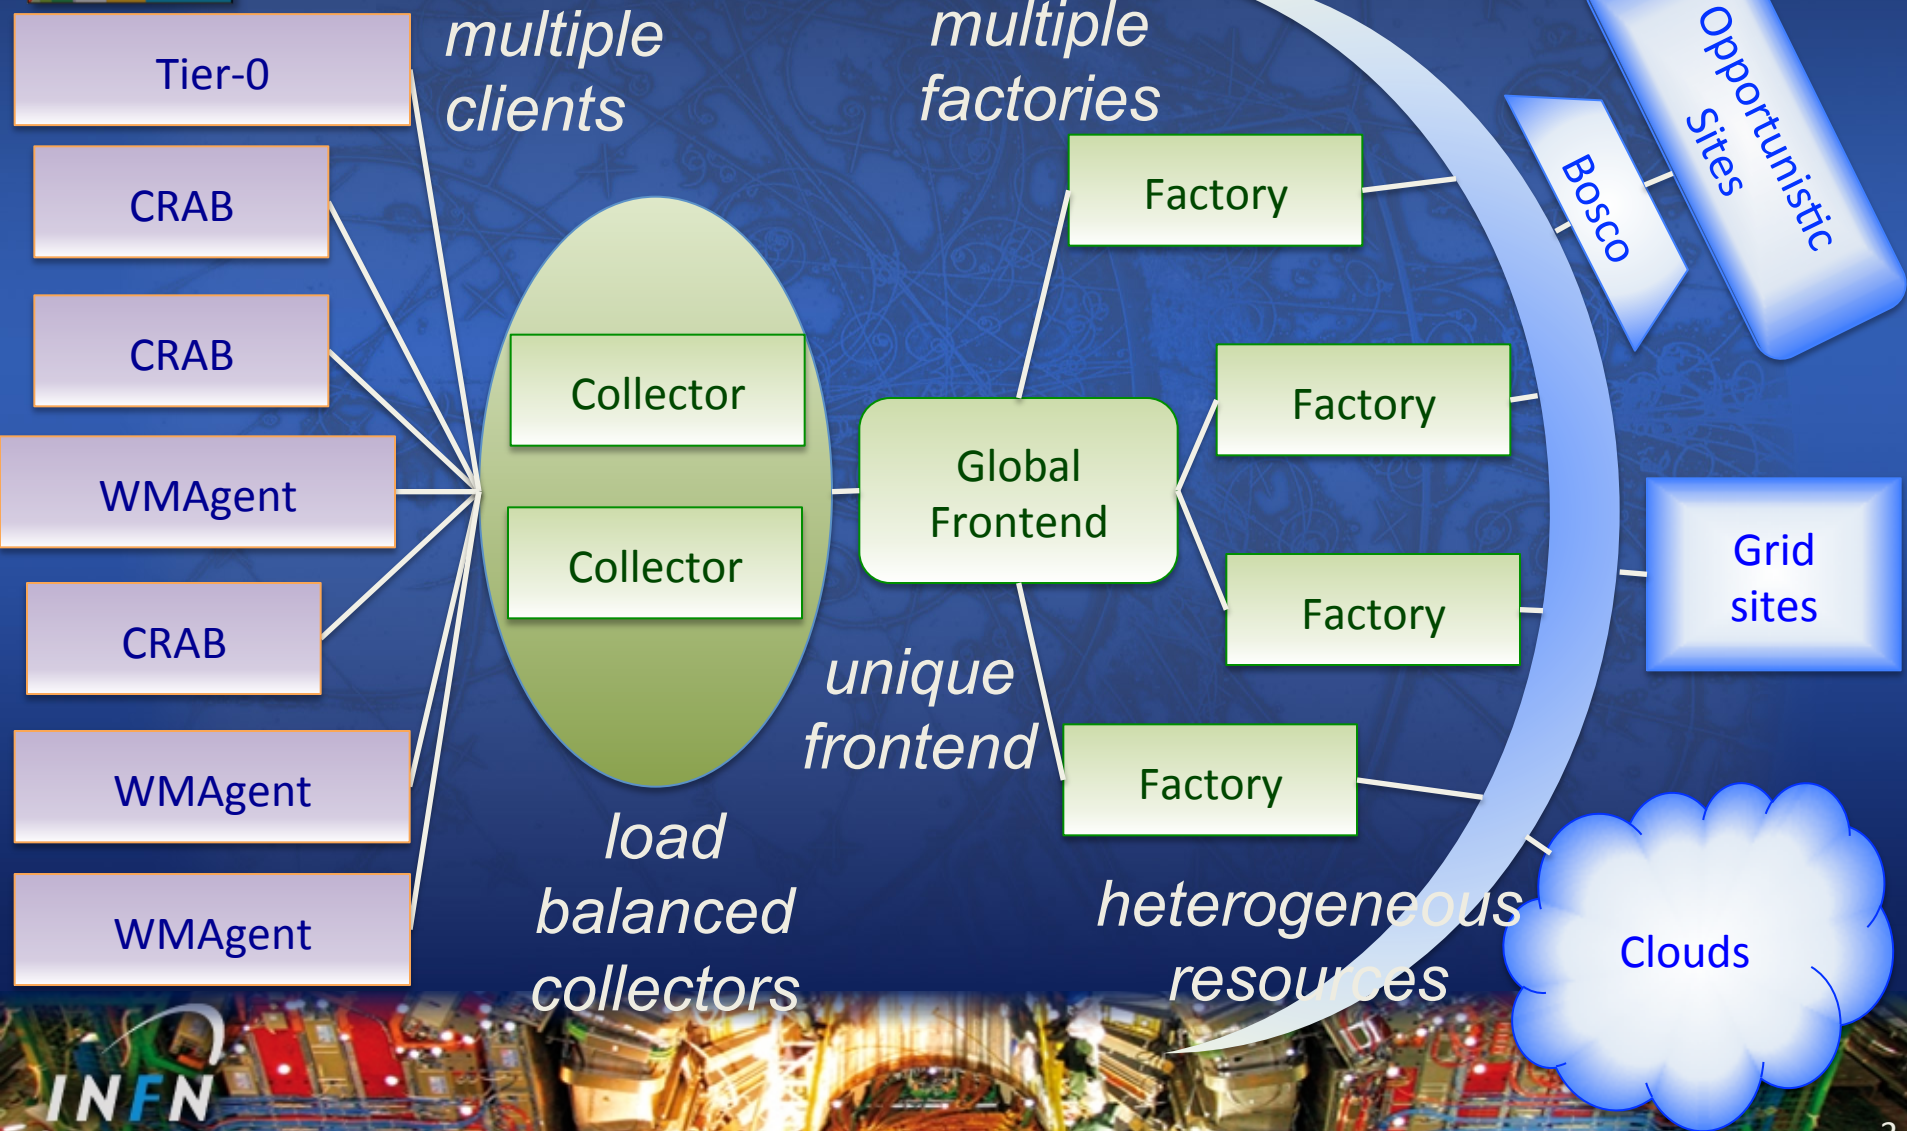 multiple
clients
multiple
factories
Opportunistic
Sites
Tier-0
CRAB
Factory
Bosco
CRAB
Collector
Factory
WMAgent
Global
Frontend
Collector
Grid
sites
CRAB
Factory
unique
frontend
WMAgent
Factory
load
balanced
collectors
heterogeneous
resources
WMAgent
Clouds
INFN